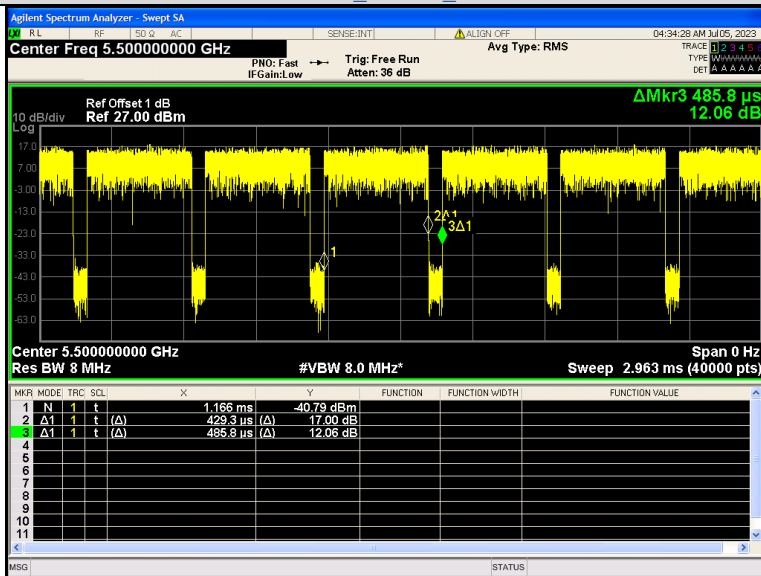 Agilent Spectrum Analyzer - Swept SA
LXI RL RF 50 Ω AC SENSE:INT ALIGN OFF 04:34:28 AM Jul 05, 2023
Center Freq 5.500000000 GHz Avg Type: RMS TRACE 1 2 3 4 5 6
PNO: Fast Trig: Free Run TYPE W
IFGain:Low Atten: 36 dB DET A A A A A
ΔMkr3 485.8 µs
12.06 dB
Ref Offset 1 dB
10 dB/div Ref 27.00 dBm
Log
17.0
7.00
-3.00
-13.0
-23.0
-33.0
-43.0
-53.0
-63.0
2Δ1
3Δ1
1
Center 5.500000000 GHz Span 0 Hz
Res BW 8 MHz #VBW 8.0 MHz* Sweep 2.963 ms (40000 pts)
MKR MODE TRC SCL X Y FUNCTION FUNCTION WIDTH FUNCTION VALUE
1 N 1 t 1.166 ms -40.79 dBm
2 Δ1 1 t (Δ) 429.3 µs (Δ) 17.00 dB
3 Δ1 1 t (Δ) 485.8 µs (Δ) 12.06 dB
4
5
6
7
8
9
10
11
MSG STATUS